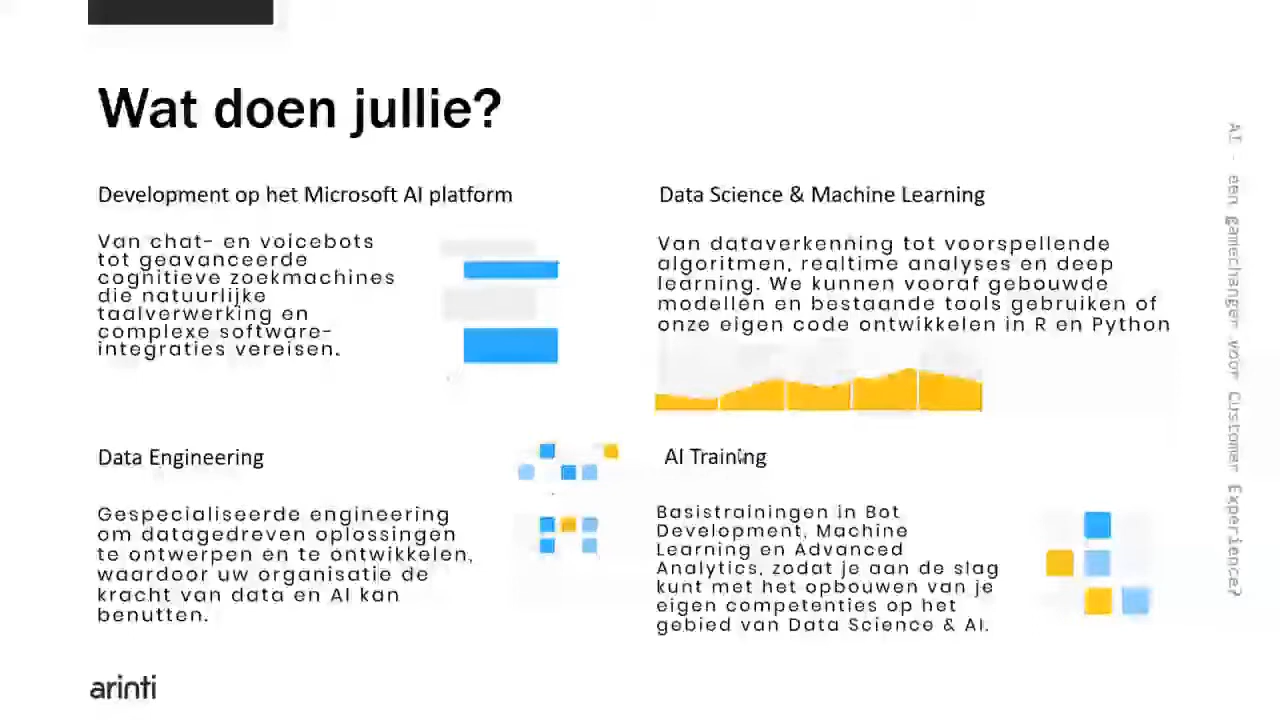 Wat doen jullie?
Development op het Microsoft AI platform
Van chat- en voicebots
tot geavanceerde
cognitieve zoekmachines
die natuurlijke
taalverwerking en
complexe software-
integraties vereisen.
Data Science & Machine Learning
Van dataverkenning tot voorspellende
algoritmen, realtime analyses en deep
learning. We kunnen vooraf gebouwde
modellen en bestaande tools gebruiken of
onze eigen code ontwikkelen in R en Python
Data Engineering
Gespecialiseerde engineering
om datagedreven oplossingen
te ontwerpen en te ontwikkelen,
waardoor uw organisatie de
kracht van data en AI kan
benutten.
AI Training
Basistrainingen in Bot
Development, Machine
Learning en Advanced
Analytics, zodat je aan de slag
kunt met het opbouwen van je
eigen competenties op het
gebied van Data Science & AI.
AI - een gamechanger voor Customer Experience?
arinti